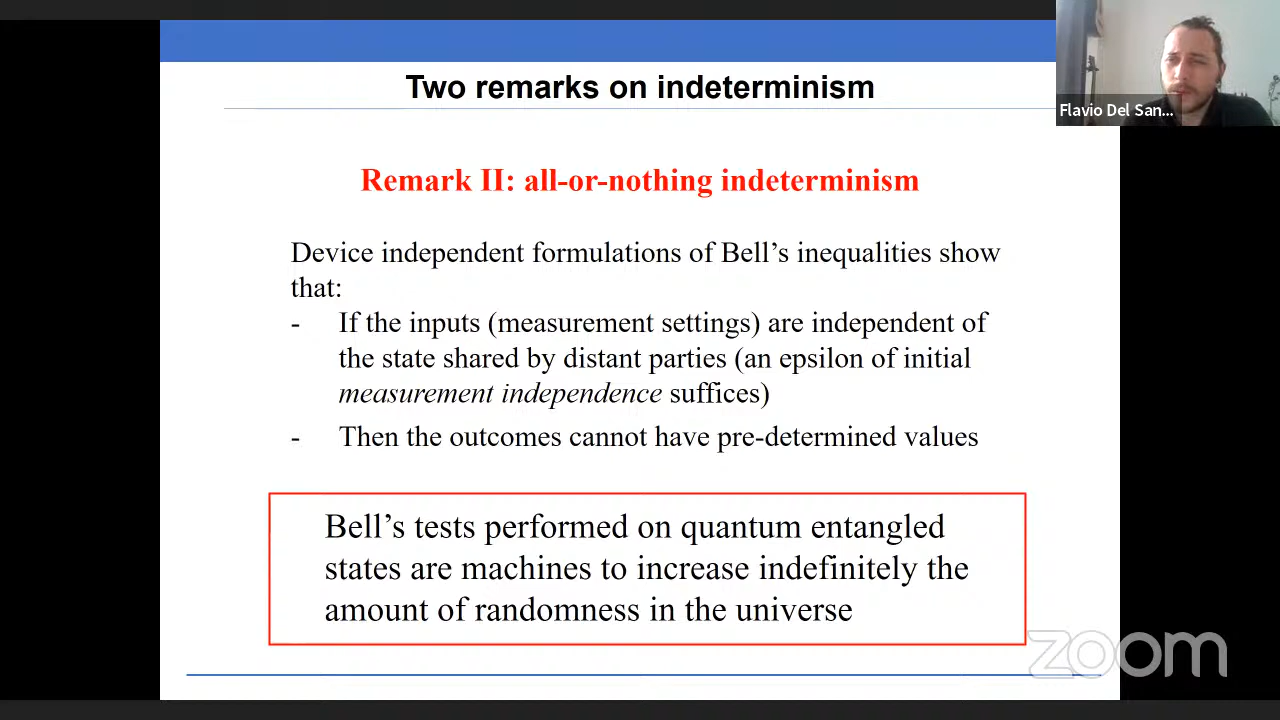 Two remarks on indeterminism
Flavio Del San...
Remark II: all-or-nothing indeterminism
Device independent formulations of Bell’s inequalities show
that:
- If the inputs (measurement settings) are independent of
the state shared by distant parties (an epsilon of initial
measurement independence suffices)
- Then the outcomes cannot have pre-determined values
Bell’s tests performed on quantum entangled
states are machines to increase indefinitely the
amount of randomness in the universe
zoom